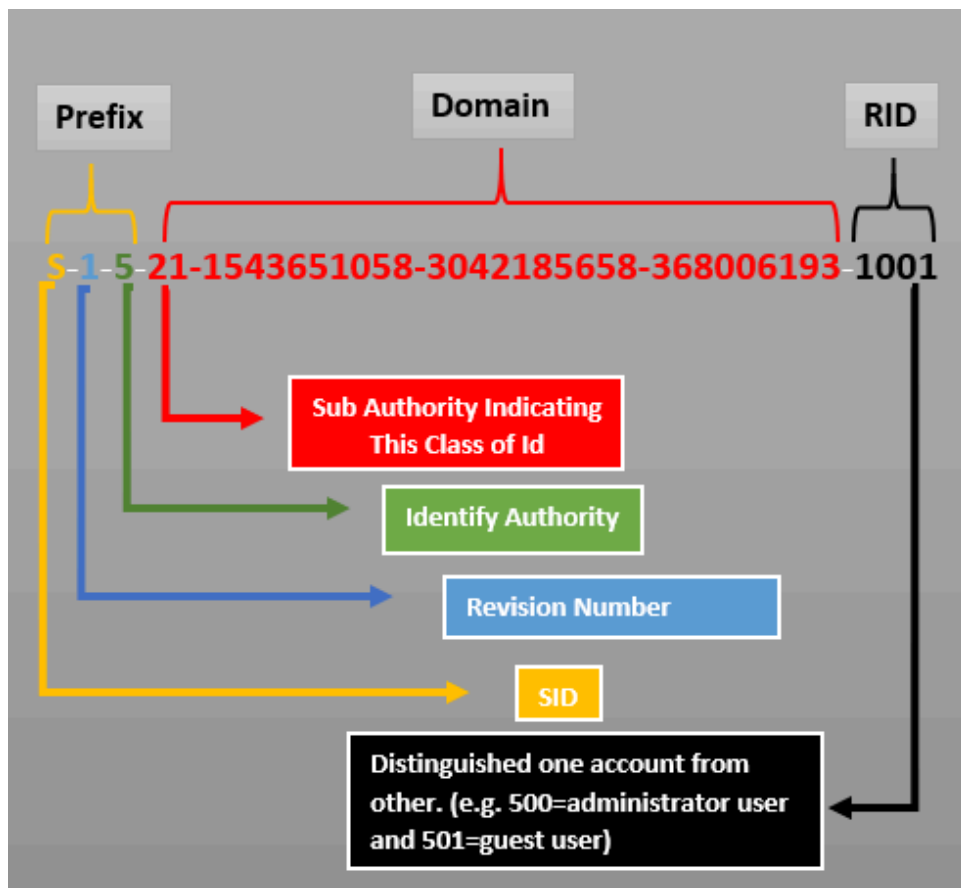 Prefix
Domain
RID
S-1-5-21-1543651058-3042185658-368006193-1001
Sub Authority Indicating
This Class of Id
Identify Authority
Revision Number
SID
Distinguished one account from
other. (e.g. 500=administrator user
and 501=guest user)